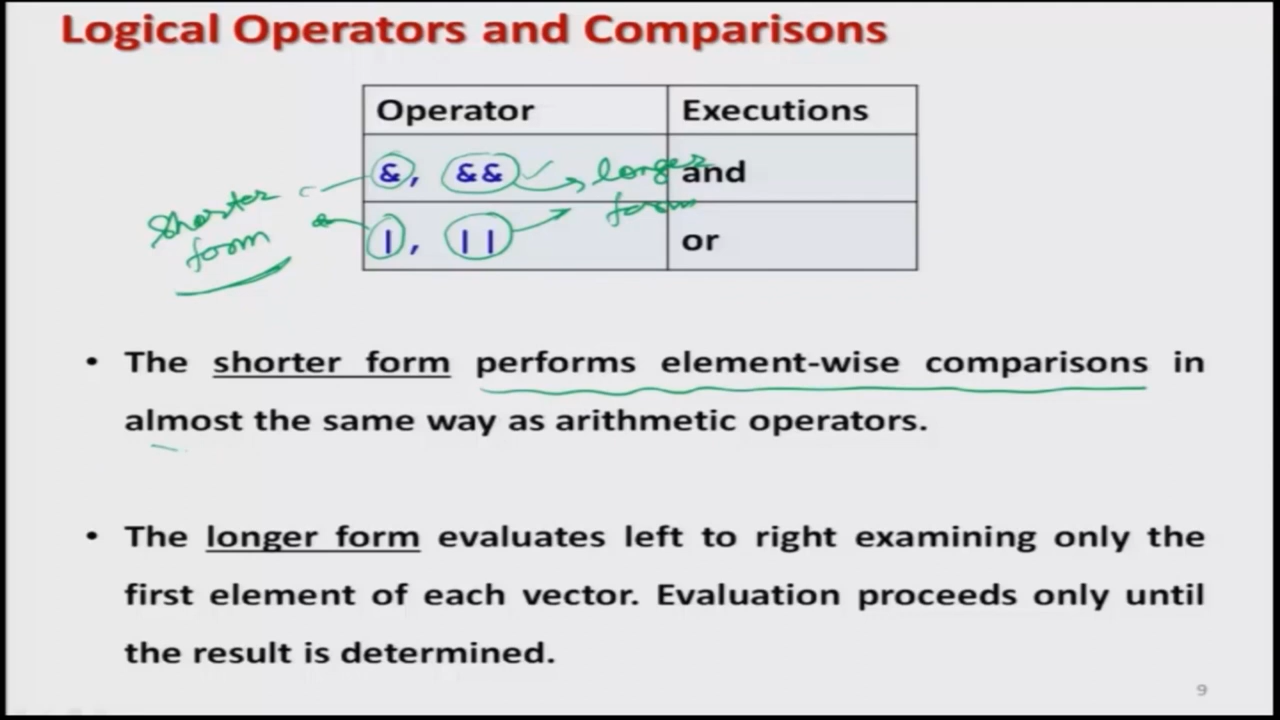 Logical Operators and Comparisons
Operator Executions
&, && and
longer
form
shorter
form
|, || or
• The shorter form performs element-wise comparisons in
almost the same way as arithmetic operators.
• The longer form evaluates left to right examining only the
first element of each vector. Evaluation proceeds only until
the result is determined.
9